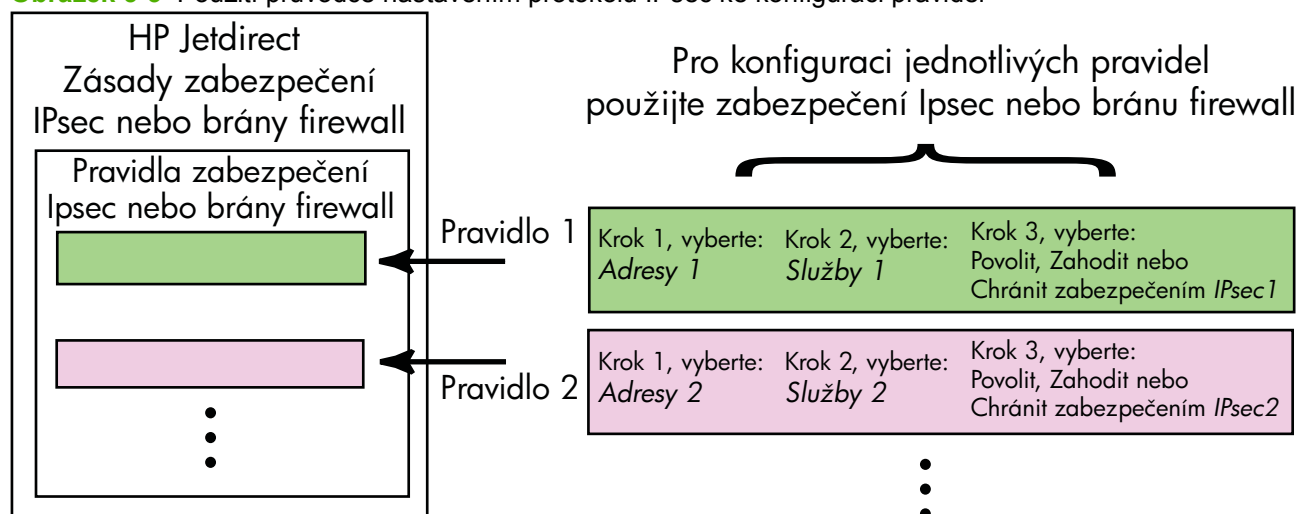 HP Jetdirect
Zásady zabezpečení
IPsec nebo brány firewall
Pravidla zabezpečení
Ipsec nebo brány firewall
Pro konfiguraci jednotlivých pravidel
použijte zabezpečení Ipsec nebo bránu firewall
Pravidlo 1
Krok 1, vyberte:
Adresy 1
Krok 2, vyberte:
Služby 1
Krok 3, vyberte:
Povolit, Zahodit nebo
Chránit zabezpečením IPsec1
Pravidlo 2
Krok 1, vyberte:
Adresy 2
Krok 2, vyberte:
Služby 2
Krok 3, vyberte:
Povolit, Zahodit nebo
Chránit zabezpečením IPsec2